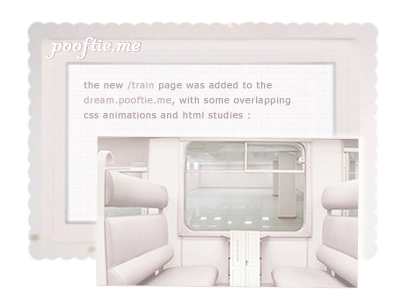 pooftie.me
the new /train page was added to the
dream.pooftie.me, with some overlapping
css animations and html studies :